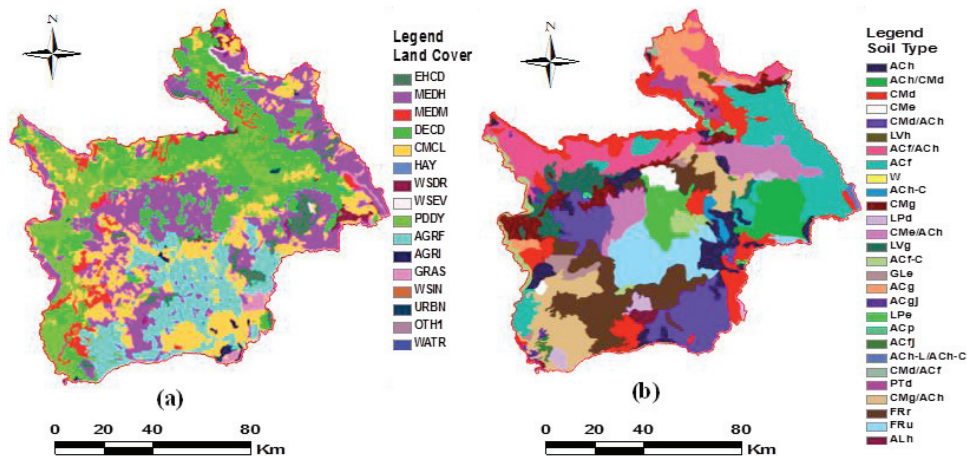 N
Legend
Land Cover
EHCD
MEDH
MEDM
DECD
CMCL
HAY
WSDR
WSEV
PDDY
AGRF
AGRI
GRAS
WSIN
URBN
OTH1
WATR
(a)
0 20 40 80
Km
N
Legend
Soil Type
ACh
ACh/CMd
CMd
CMe
CMd/ACh
LVh
ACf/ACh
ACf
W
ACh-C
CMg
LPd
CMe/ACh
LVg
ACf-C
GLe
ACg
ACgJ
LPe
ACp
ACfJ
ACh-L/ACh-C
CMd/ACf
PTd
CMg/ACh
FRr
FRu
ALh
(b)
0 20 40 80
Km